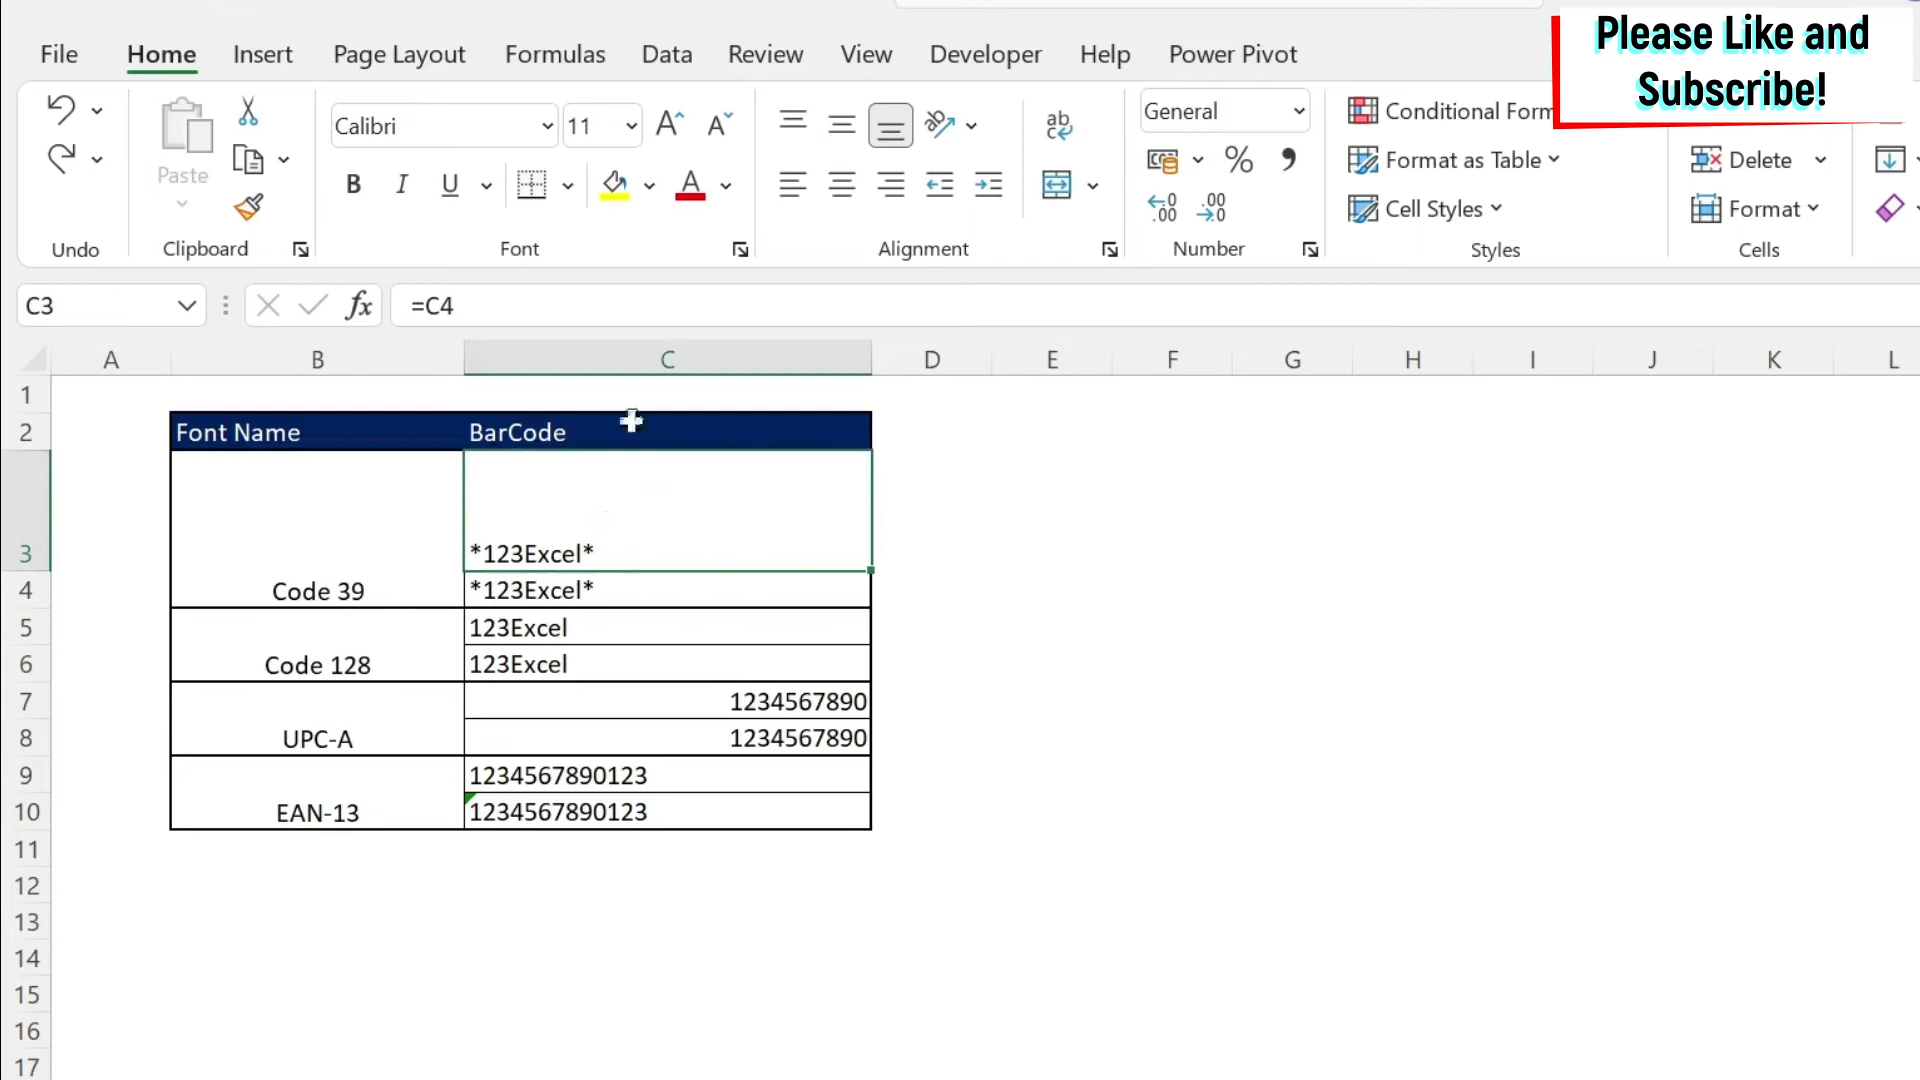 Please Like and
Subscribe!
File Home Insert Page Layout Formulas Data Review View Developer Help Power Pivot
Paste
Calibri 11
General
Conditional Form
Format as Table
Cell Styles
Delete
Format
Undo Clipboard Font Alignment Number Styles Cells
C3 fx =C4
A B C D E F G H I J K L
1
2 Font Name BarCode
3 *123Excel*
4 Code 39 *123Excel*
5 123Excel
6 Code 128 123Excel
7 1234567890
8 UPC-A 1234567890
9 1234567890123
10 EAN-13 1234567890123
11
12
13
14
15
16
17